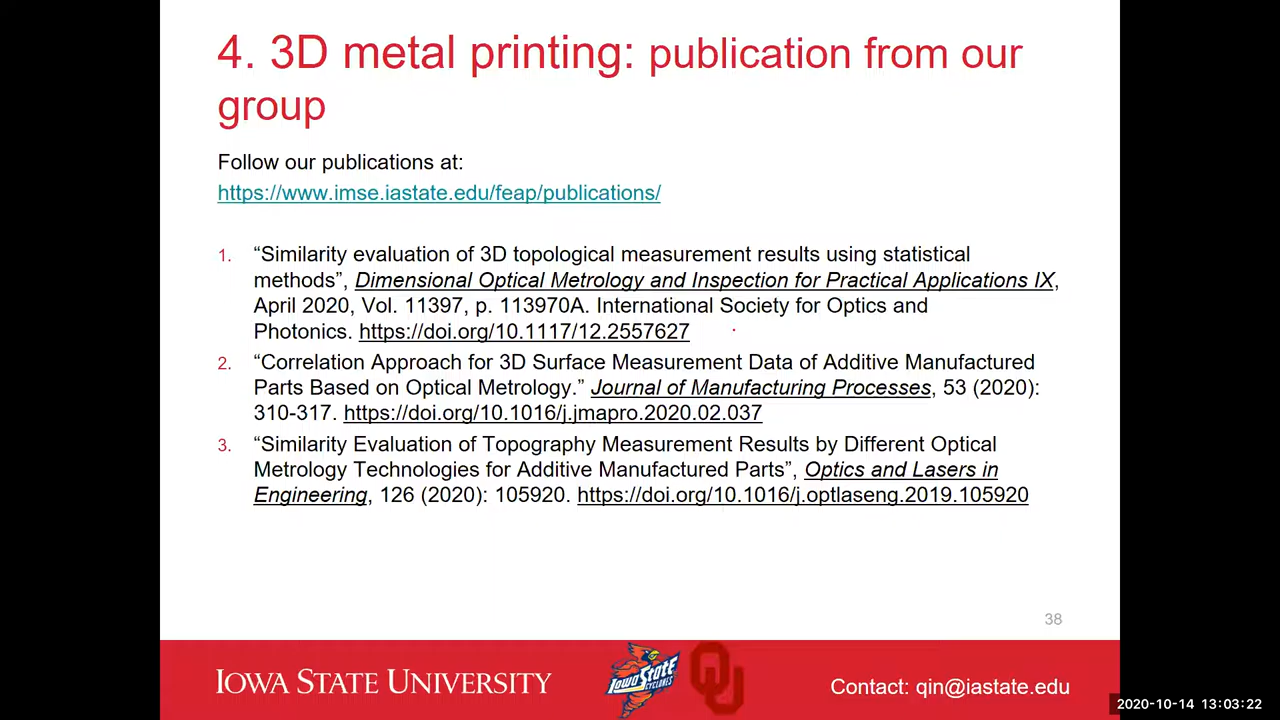 4. 3D metal printing: publication from our
group
Follow our publications at:
https://www.imse.iastate.edu/feap/publications/
1. “Similarity evaluation of 3D topological measurement results using statistical
methods”, Dimensional Optical Metrology and Inspection for Practical Applications IX,
April 2020, Vol. 11397, p. 113970A. International Society for Optics and
Photonics. https://doi.org/10.1117/12.2557627
2. “Correlation Approach for 3D Surface Measurement Data of Additive Manufactured
Parts Based on Optical Metrology.” Journal of Manufacturing Processes, 53 (2020):
310-317. https://doi.org/10.1016/j.jmapro.2020.02.037
3. “Similarity Evaluation of Topography Measurement Results by Different Optical
Metrology Technologies for Additive Manufactured Parts”, Optics and Lasers in
Engineering, 126 (2020): 105920. https://doi.org/10.1016/j.optlaseng.2019.105920
38
IOWA STATE UNIVERSITY
IOWA STATE
CYCLONES
OU
Contact: qin@iastate.edu
2020-10-14 13:03:22